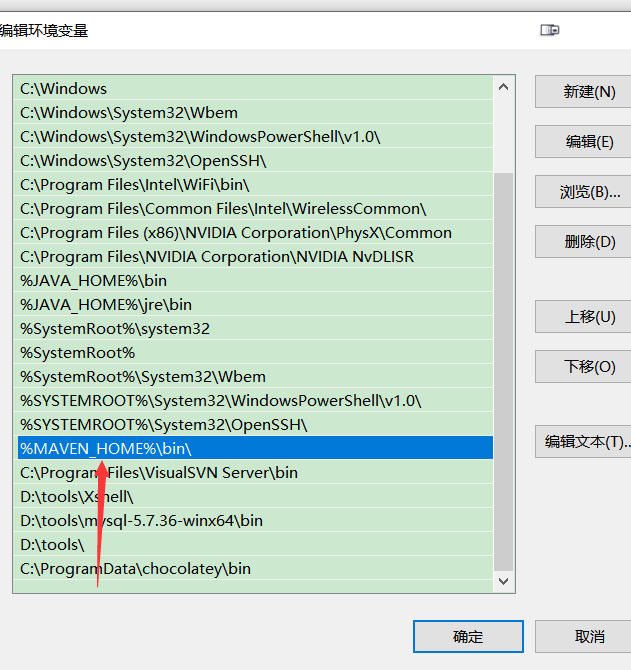 编辑环境变量
C:\Windows
C:\Windows\System32\Wbem
C:\Windows\System32\WindowsPowerShell\v1.0\
C:\Windows\System32\OpenSSH\
C:\Program Files\Intel\WiFi\bin\
C:\Program Files\Common Files\Intel\WirelessCommon\
C:\Program Files (x86)\NVIDIA Corporation\PhysX\Common
C:\Program Files\NVIDIA Corporation\NVIDIA NvDLISR
%JAVA_HOME%\bin
%JAVA_HOME%\jre\bin
%SystemRoot%\system32
%SystemRoot%
%SystemRoot%\System32\Wbem
%SYSTEMROOT%\System32\WindowsPowerShell\v1.0\
%SYSTEMROOT%\System32\OpenSSH\
%MAVEN_HOME%\bin\
C:\Program Files\VisualSVN Server\bin
D:\tools\Xshell\
D:\tools\mysql-5.7.36-winx64\bin
D:\tools\
C:\ProgramData\chocolatey\bin
新建(N)
编辑(E)
浏览(B)...
删除(D)
上移(U)
下移(O)
编辑文本(T)..
确定
取消